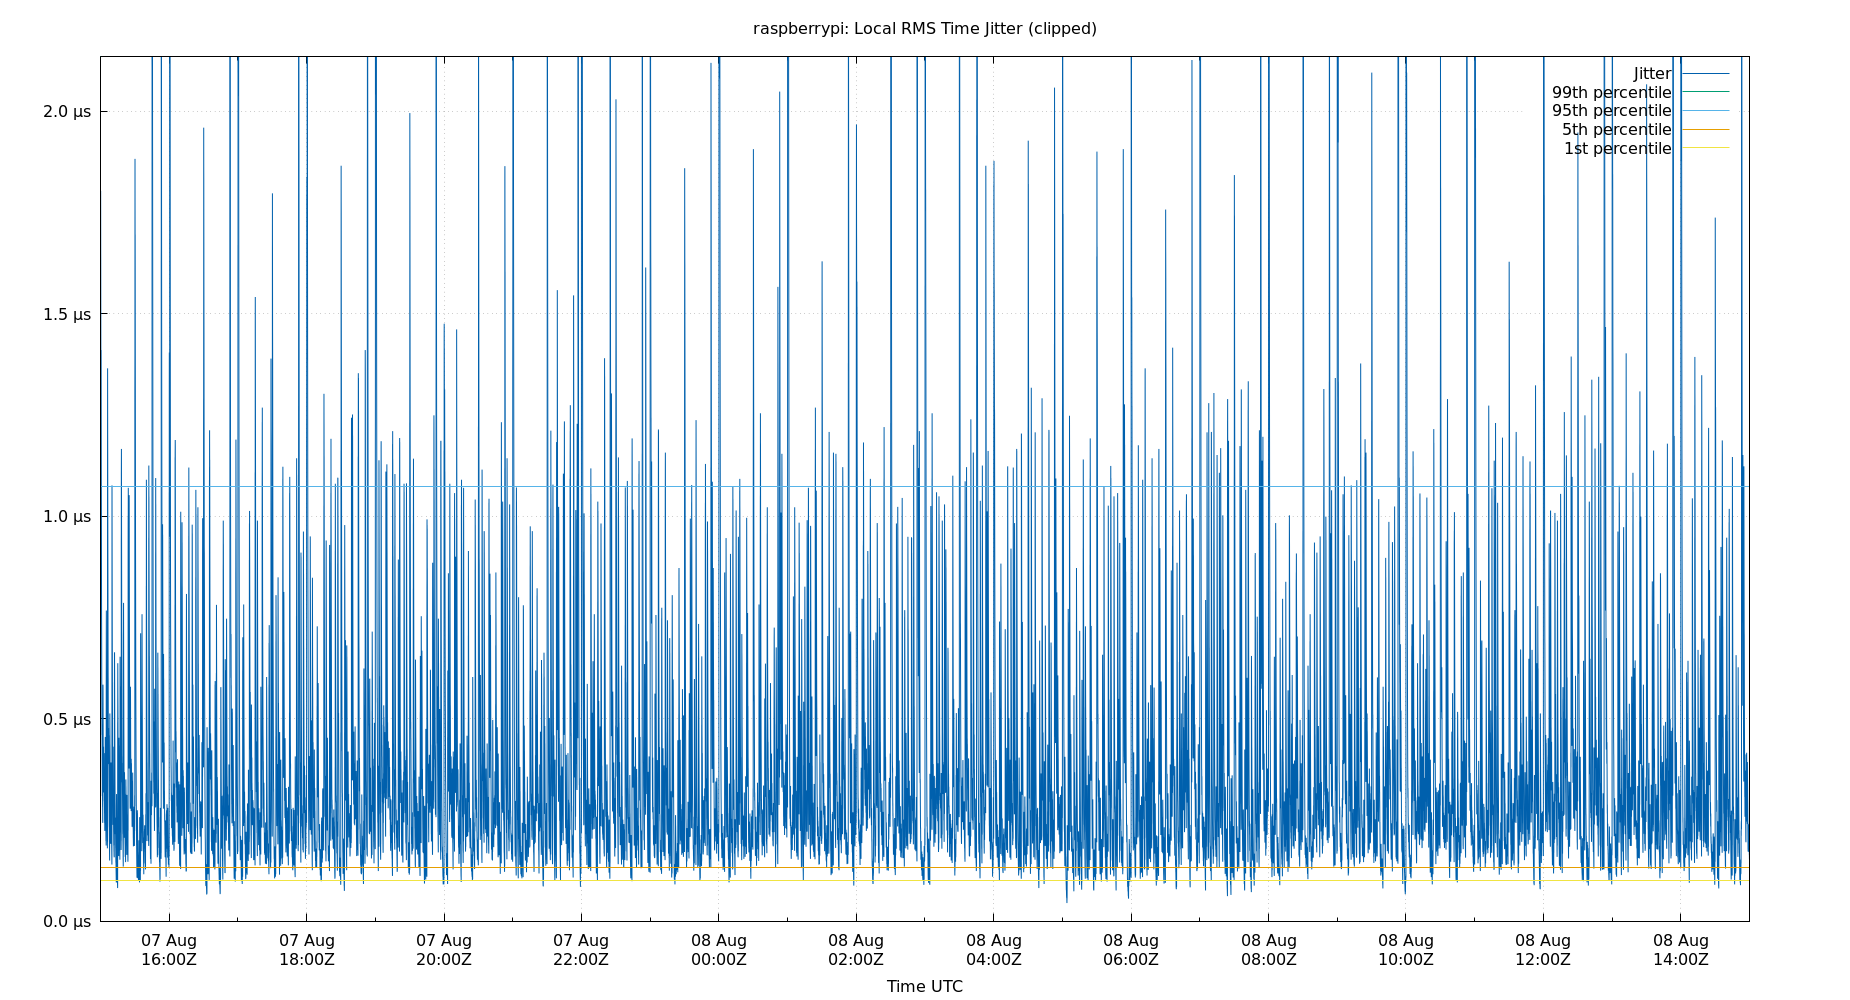 raspberrypi: Local RMS Time Jitter (clipped)
Jitter
99th percentile
95th percentile
5th percentile
1st percentile
2.0 µs
1.5 µs
1.0 µs
0.5 µs
0.0 µs
07 Aug 07 Aug 07 Aug 07 Aug 08 Aug 08 Aug 08 Aug 08 Aug 08 Aug 08 Aug 08 Aug 08 Aug
16:00Z 18:00Z 20:00Z 22:00Z 00:00Z 02:00Z 04:00Z 06:00Z 08:00Z 10:00Z 12:00Z 14:00Z
Time UTC